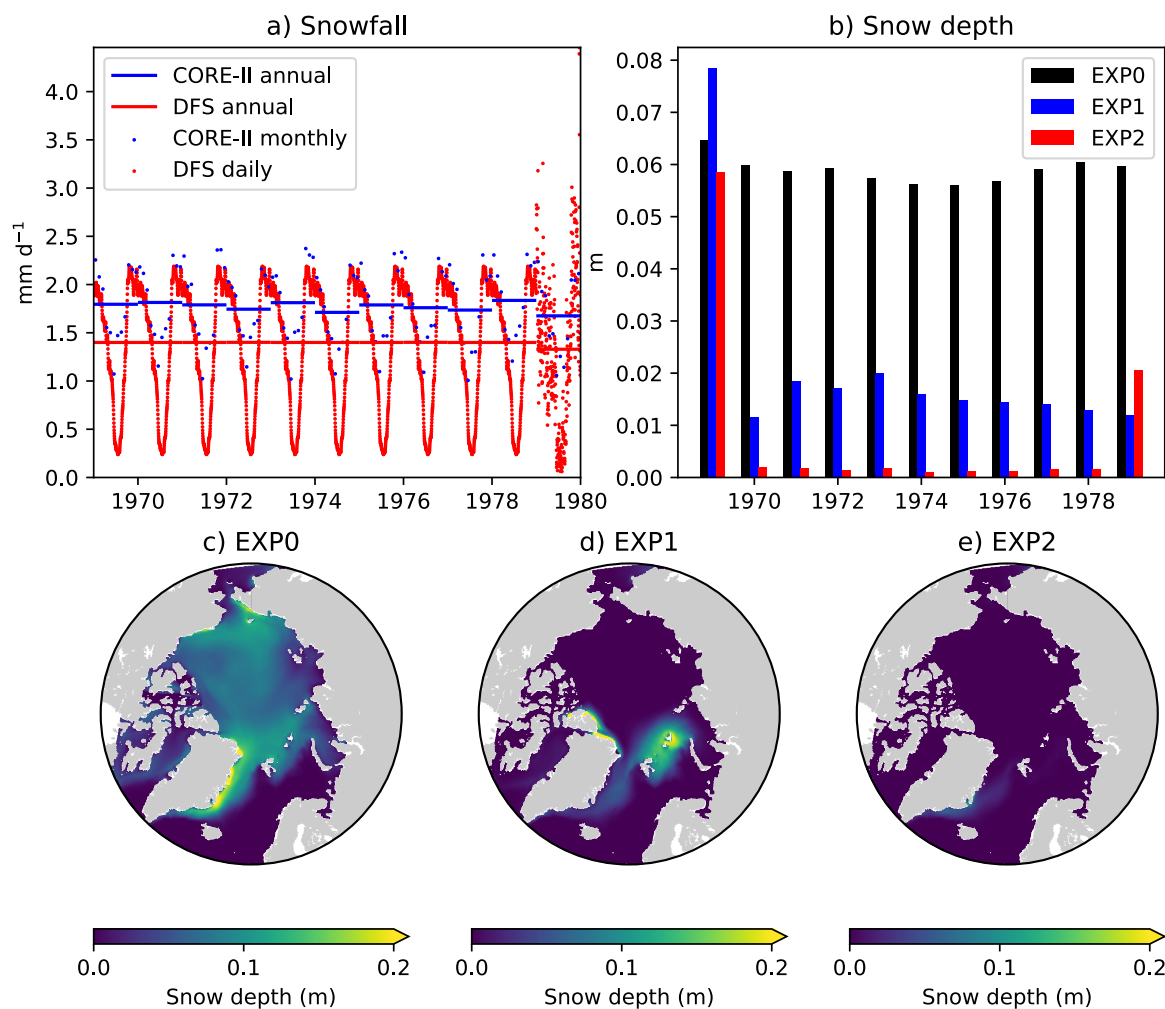 a) Snowfall
mm d⁻¹
4.0
3.5
3.0
2.5
2.0
1.5
1.0
0.5
0.0
CORE-II annual
DFS annual
CORE-II monthly
DFS daily
1970 1972 1974 1976 1978 1980
b) Snow depth
m
0.08
0.07
0.06
0.05
0.04
0.03
0.02
0.01
0.00
EXP0
EXP1
EXP2
1970 1972 1974 1976 1978
c) EXP0
d) EXP1
e) EXP2
0.0 0.1 0.2
Snow depth (m)
0.0 0.1 0.2
Snow depth (m)
0.0 0.1 0.2
Snow depth (m)